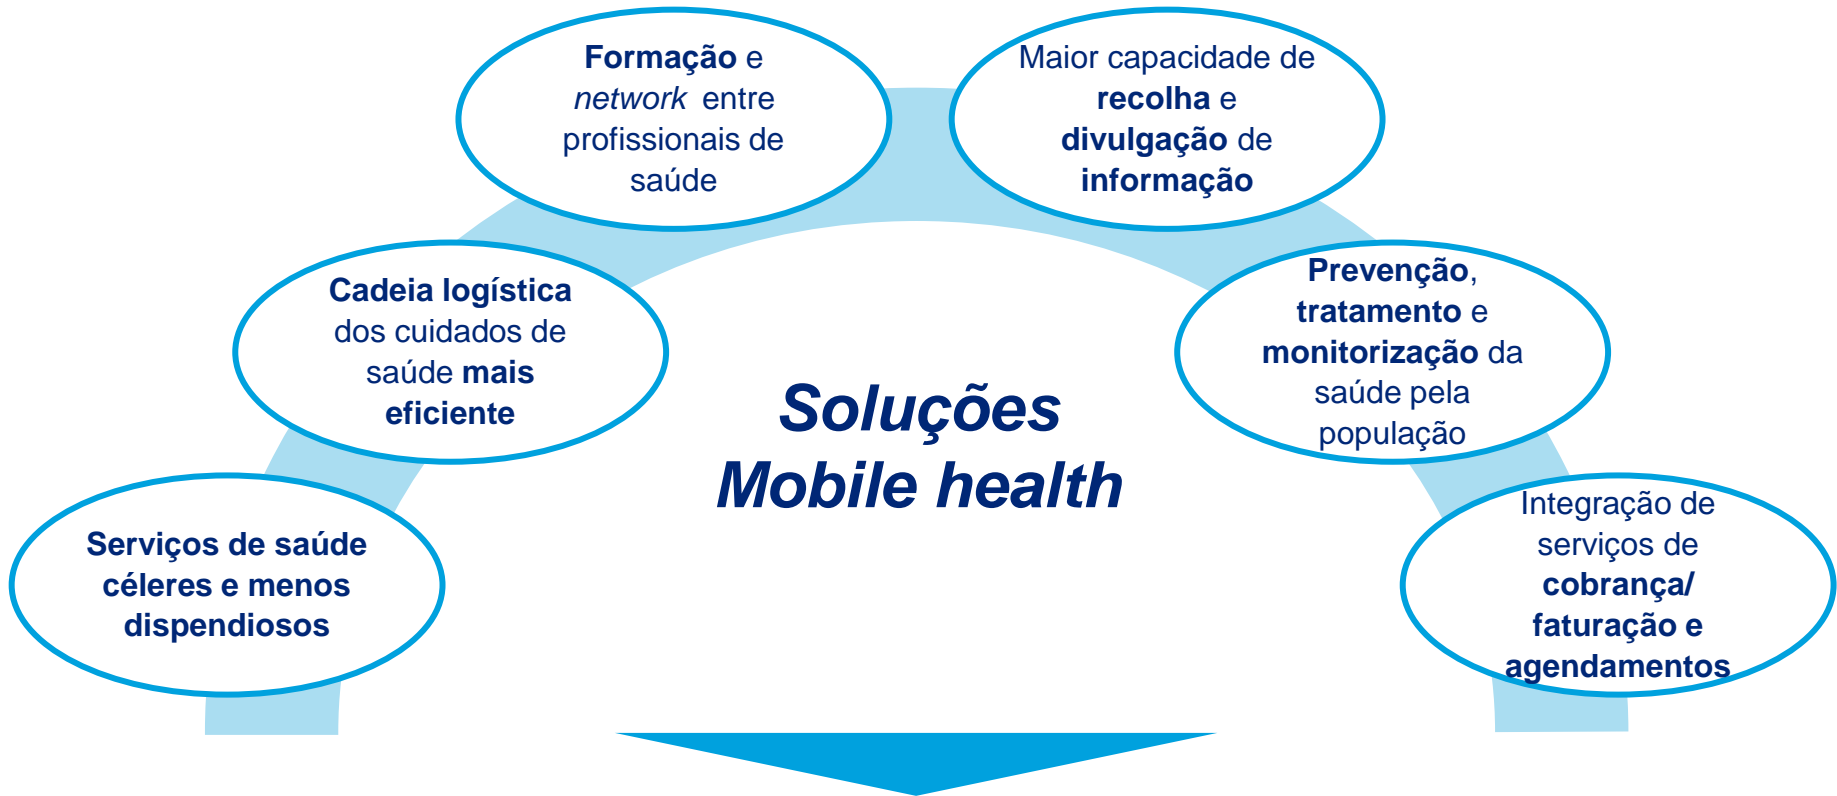 Formação e
network entre
profissionais de
saúde
Maior capacidade de
recolha e
divulgação de
informação
Cadeia logística
dos cuidados de
saúde mais
eficiente
Prevenção,
tratamento e
monitorização da
saúde pela
população
Soluções
Mobile health
Serviços de saúde
céleres e menos
dispendiosos
Integração de
serviços de
cobrança/
faturação e
agendamentos